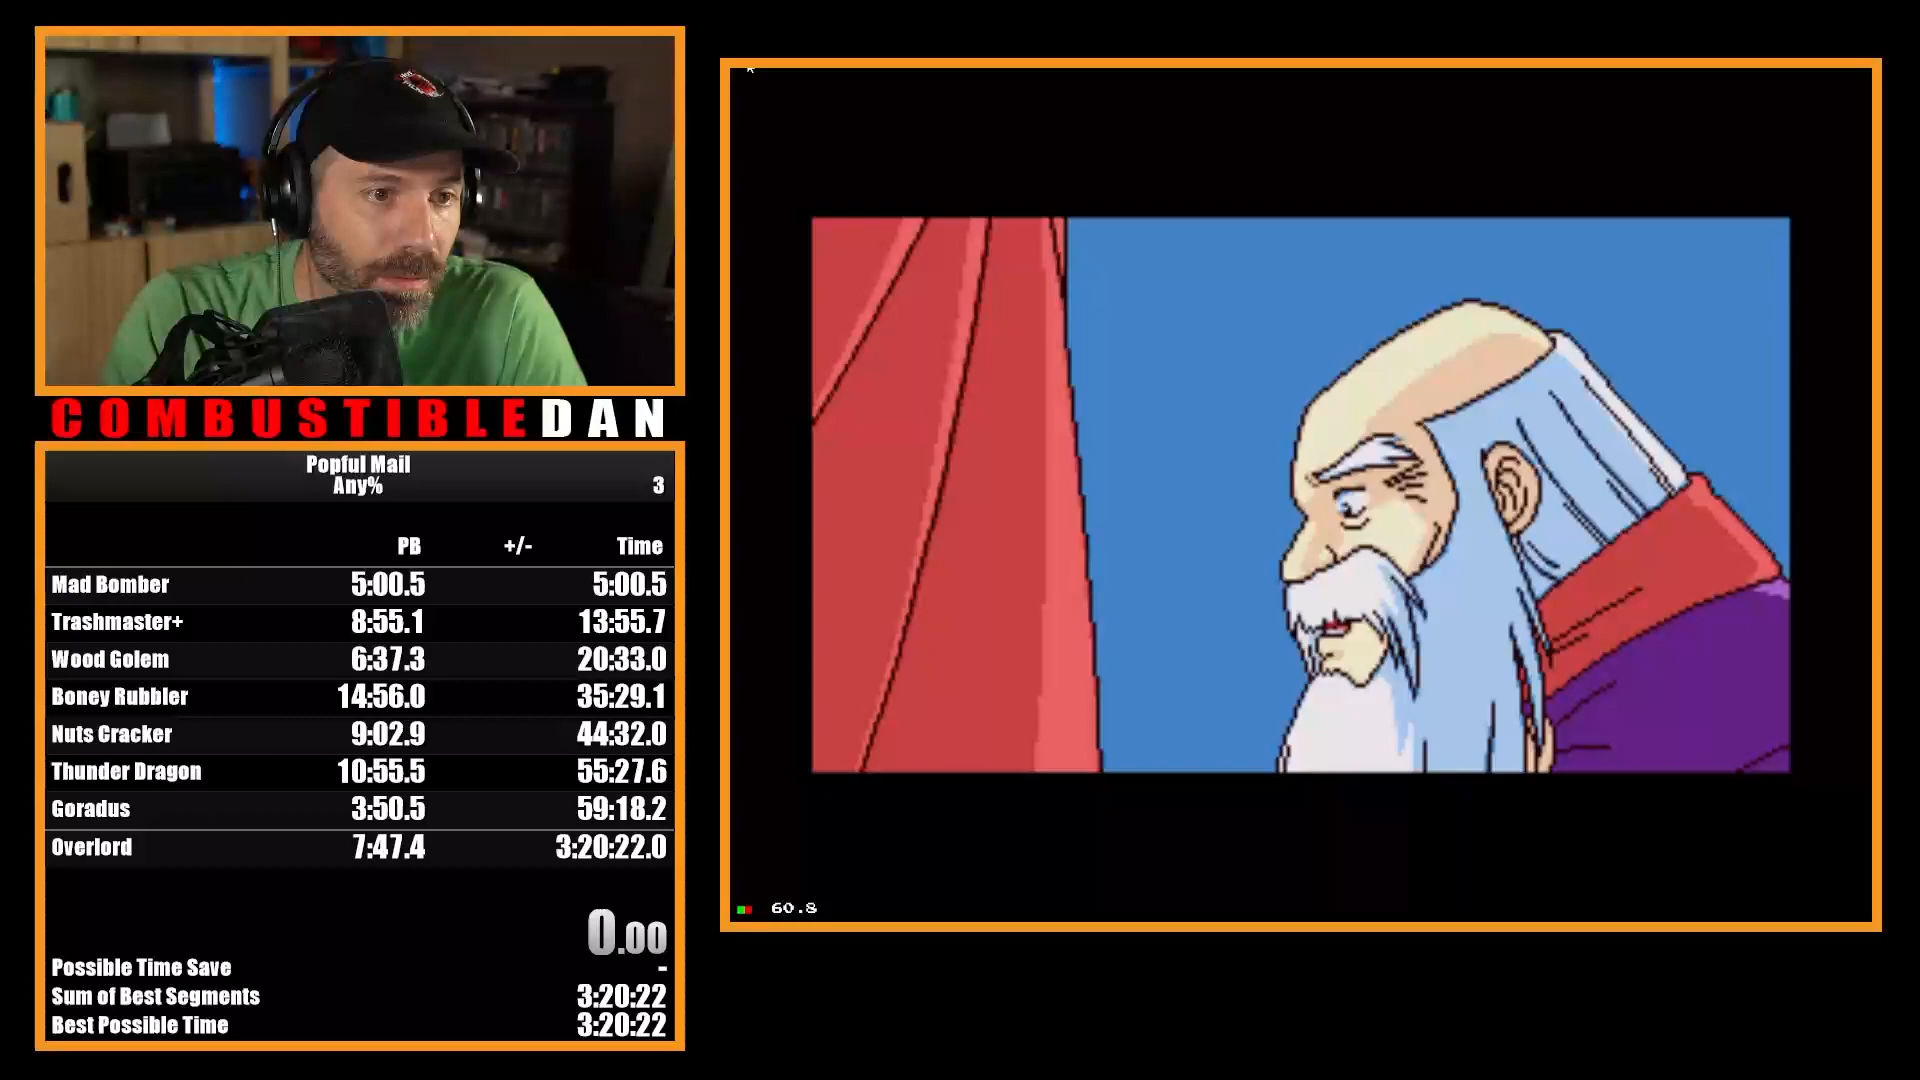 COMBUSTIBLEDAN
Popful Mail
Any% 3
PB +/- Time
Mad Bomber 5:00.5 5:00.5
Trashmaster+ 8:55.1 13:55.7
Wood Golem 6:37.3 20:33.0
Boney Rubbler 14:56.0 35:29.1
Nuts Cracker 9:02.9 44:32.0
Thunder Dragon 10:55.5 55:27.6
Goradus 3:50.5 59:18.2
Overlord 7:47.4 3:20:22.0
0.00
Possible Time Save -
Sum of Best Segments 3:20:22
Best Possible Time 3:20:22
60.8